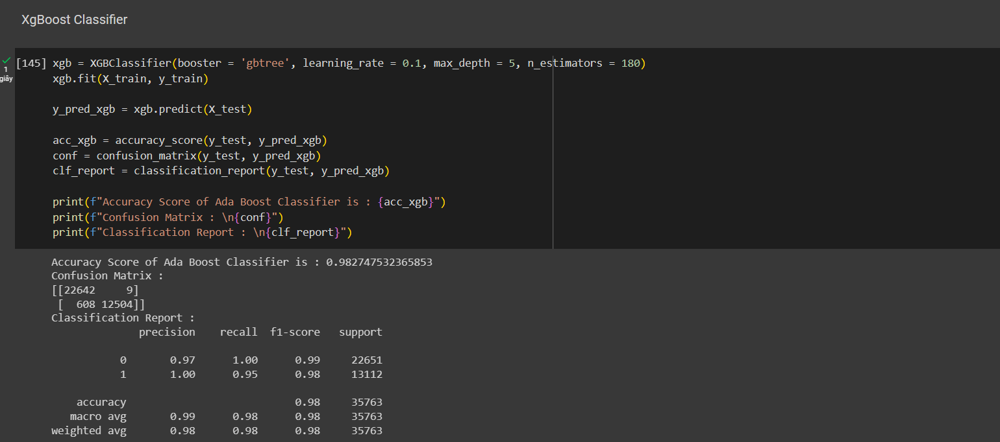 XgBoost Classifier
[145] xgb = XGBClassifier(booster = 'gbtree', learning_rate = 0.1, max_depth = 5, n_estimators = 180)
1
giây
xgb.fit(X_train, y_train)
y_pred_xgb = xgb.predict(X_test)
acc_xgb = accuracy_score(y_test, y_pred_xgb)
conf = confusion_matrix(y_test, y_pred_xgb)
clf_report = classification_report(y_test, y_pred_xgb)
print(f"Accuracy Score of Ada Boost Classifier is : {acc_xgb}")
print(f"Confusion Matrix : \n{conf}")
print(f"Classification Report : \n{clf_report}")
Accuracy Score of Ada Boost Classifier is : 0.982747532365853
Confusion Matrix :
[[22642     9]
 [  608 12504]]
Classification Report :
              precision    recall  f1-score   support
           0       0.97      1.00      0.99     22651
           1       1.00      0.95      0.98     13112
    accuracy                           0.98     35763
   macro avg       0.99      0.98      0.98     35763
weighted avg       0.98      0.98      0.98     35763